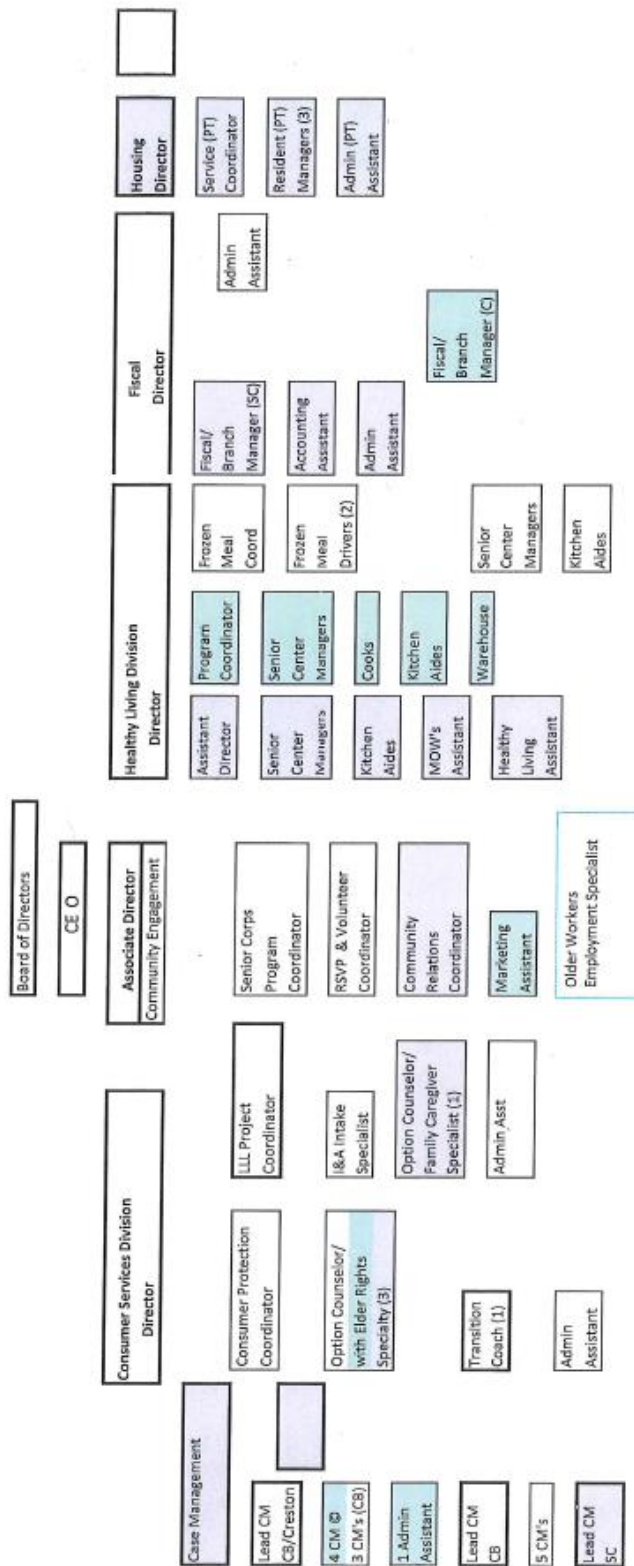 Board of Directors
CE O
Consumer Services Division
Director
Associate Director
Community Engagement
Healthy Living Division
Director
Fiscal
Director
Housing
Director
Case Management
Lead CM
CB/Creston
4 CM ©
3 CM's (CB)
1 Admin
Assistant
Lead CM
CB
5 CM's
Lead CM
SC
Consumer Protection
Coordinator
Option Counselor/
with Elder Rights
Specialty (3)
Transition
Coach (1)
Admin
Assistant
LLL Project
Coordinator
I&A Intake
Specialist
Option Counselor/
Family Caregiver
Specialist (1)
Admin Asst
Senior Corps
Program
Coordinator
RSVP & Volunteer
Coordinator
Community
Relations
Coordinator
Marketing
Assistant
Older Workers
Employment Specialist
Assistant
Director
Senior
Center
Managers
Kitchen
Aides
MOW's
Assistant
Healthy
Living
Assistant
Program
Coordinator
Senior
Center
Managers
Cooks
Kitchen
Aides
Warehouse
Frozen
Meal
Coord
Frozen
Meal
Drivers (2)
Senior
Center
Managers
Kitchen
Aides
Fiscal/
Branch
Manager (SC)
Accounting
Assistant
Admin
Assistant
Fiscal/
Branch
Manager (C)
Admin
Assistant
Service (PT)
Coordinator
Resident (PT)
Managers (3)
Admin (PT)
Assistant